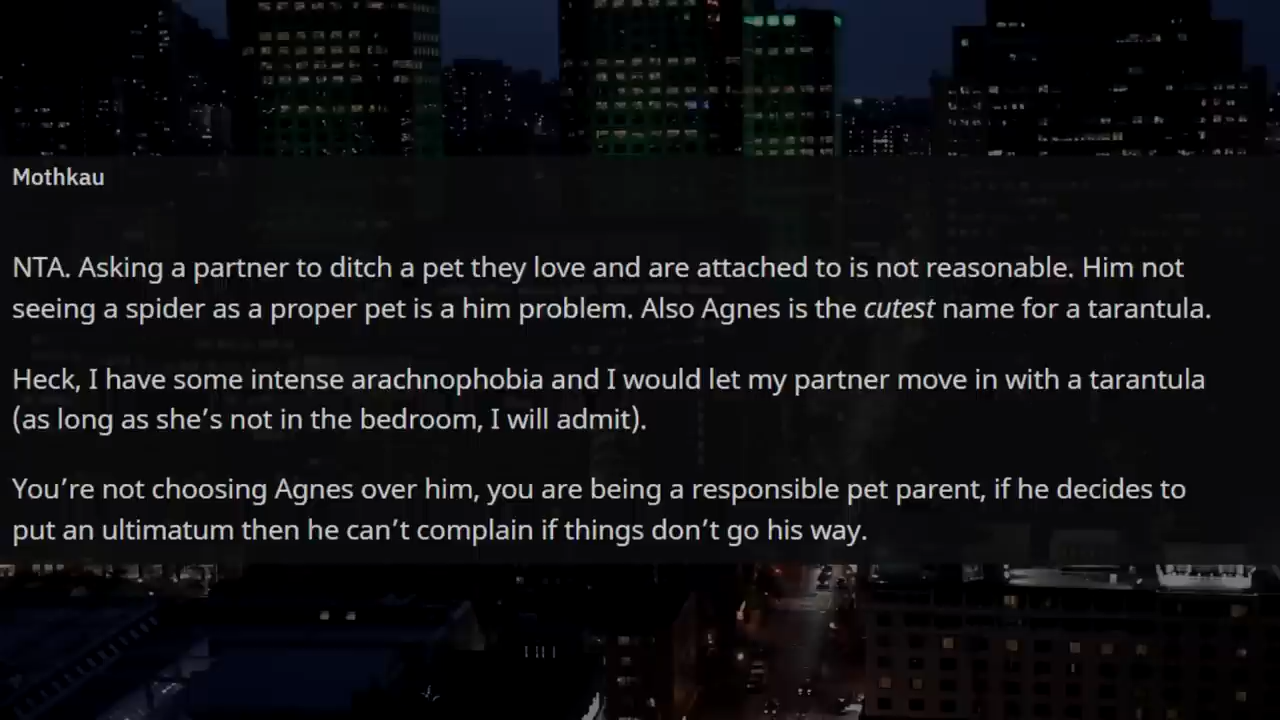 Mothkau
NTA. Asking a partner to ditch a pet they love and are attached to is not reasonable. Him not
seeing a spider as a proper pet is a him problem. Also Agnes is the cutest name for a tarantula.
Heck, I have some intense arachnophobia and I would let my partner move in with a tarantula
(as long as she’s not in the bedroom, I will admit).
You’re not choosing Agnes over him, you are being a responsible pet parent, if he decides to
put an ultimatum then he can’t complain if things don’t go his way.